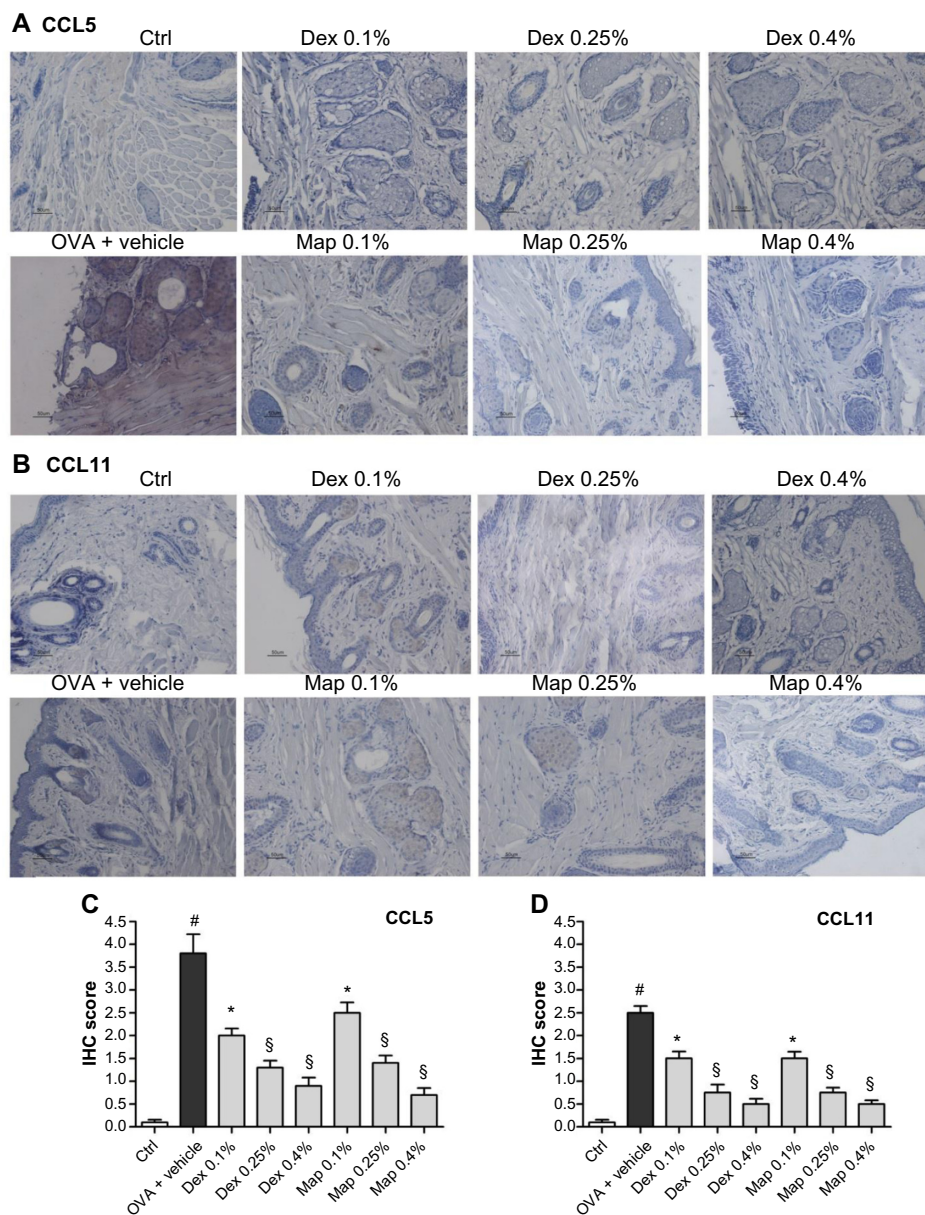 A CCL5
Ctrl Dex 0.1% Dex 0.25% Dex 0.4%
OVA + vehicle Map 0.1% Map 0.25% Map 0.4%
B CCL11
Ctrl Dex 0.1% Dex 0.25% Dex 0.4%
50µm
50µm
OVA + vehicle Map 0.1% Map 0.25% Map 0.4%
50µm
50µm
C CCL5
4.5
4.0
3.5
3.0
2.5
2.0
1.5
1.0
0.5
0.0
IHC score
# * § § * § §
Ctrl
OVA + vehicle
Dex 0.1%
Dex 0.25%
Dex 0.4%
Map 0.1%
Map 0.25%
Map 0.4%
D CCL11
4.5
4.0
3.5
3.0
2.5
2.0
1.5
1.0
0.5
0.0
IHC score
# * § § * § §
Ctrl
OVA + vehicle
Dex 0.1%
Dex 0.25%
Dex 0.4%
Map 0.1%
Map 0.25%
Map 0.4%